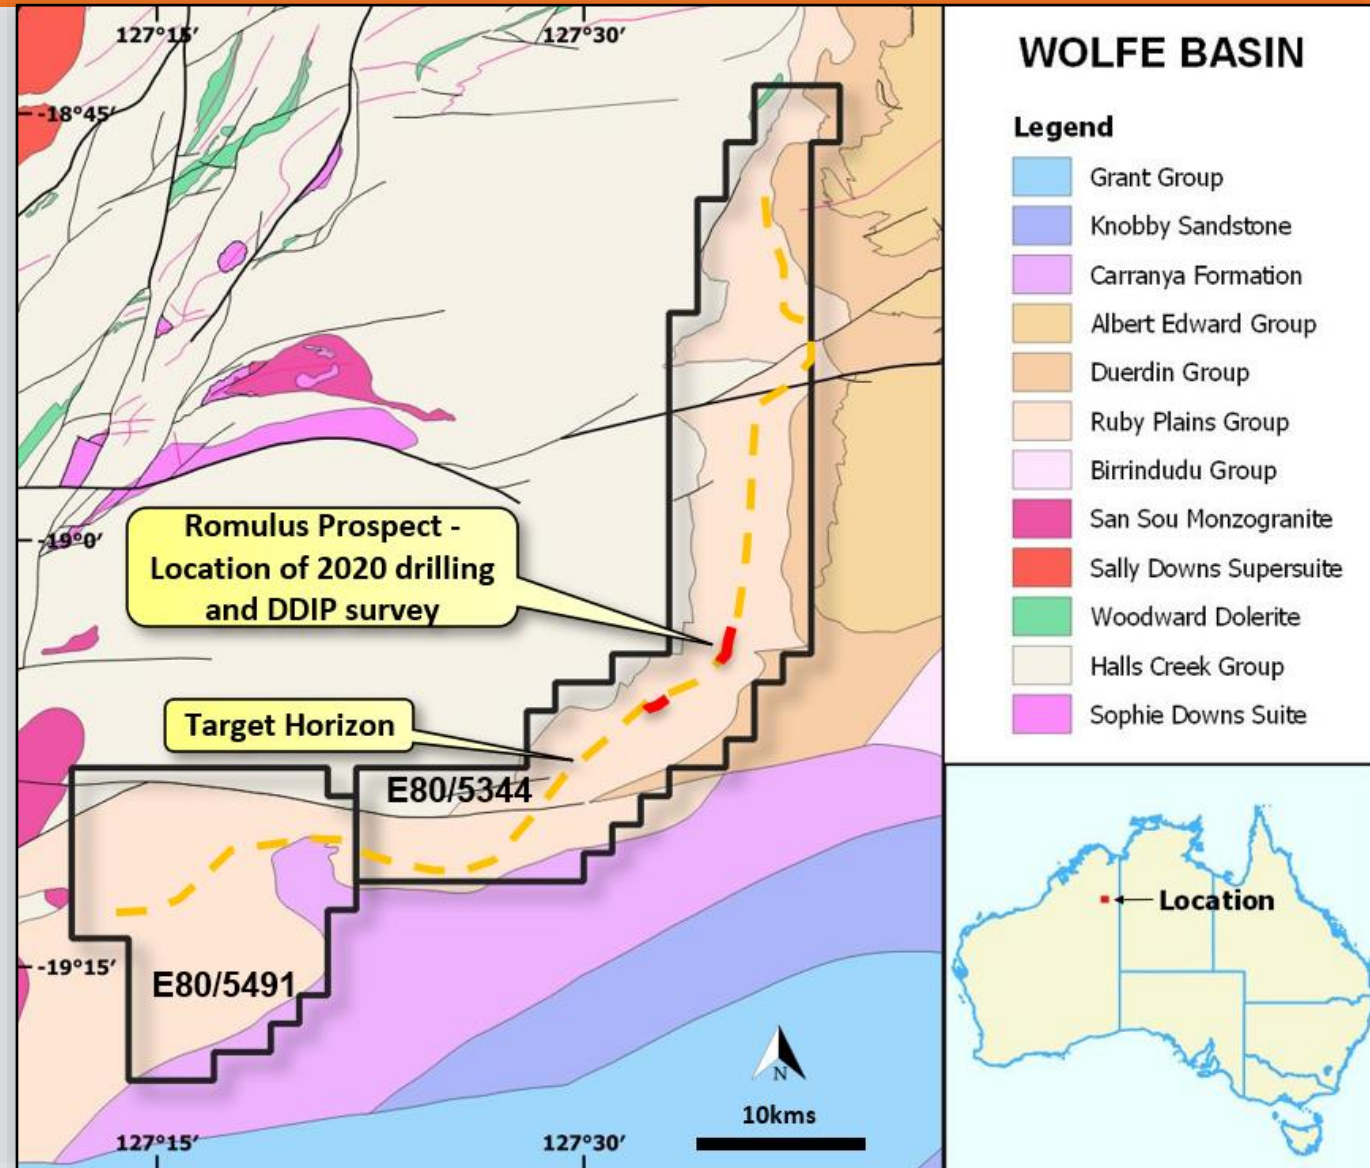 127°15′
127°30′
-18°45′
Romulus Prospect -
Location of 2020 drilling
and DDIP survey
-19°0′
Target Horizon
E80/5344
-19°15′
E80/5491
N
10kms
127°15′
127°30′
WOLFE BASIN
Legend
Grant Group
Knobby Sandstone
Carranya Formation
Albert Edward Group
Duerdin Group
Ruby Plains Group
Birrindudu Group
San Sou Monzogranite
Sally Downs Supersuite
Woodward Dolerite
Halls Creek Group
Sophie Downs Suite
Location